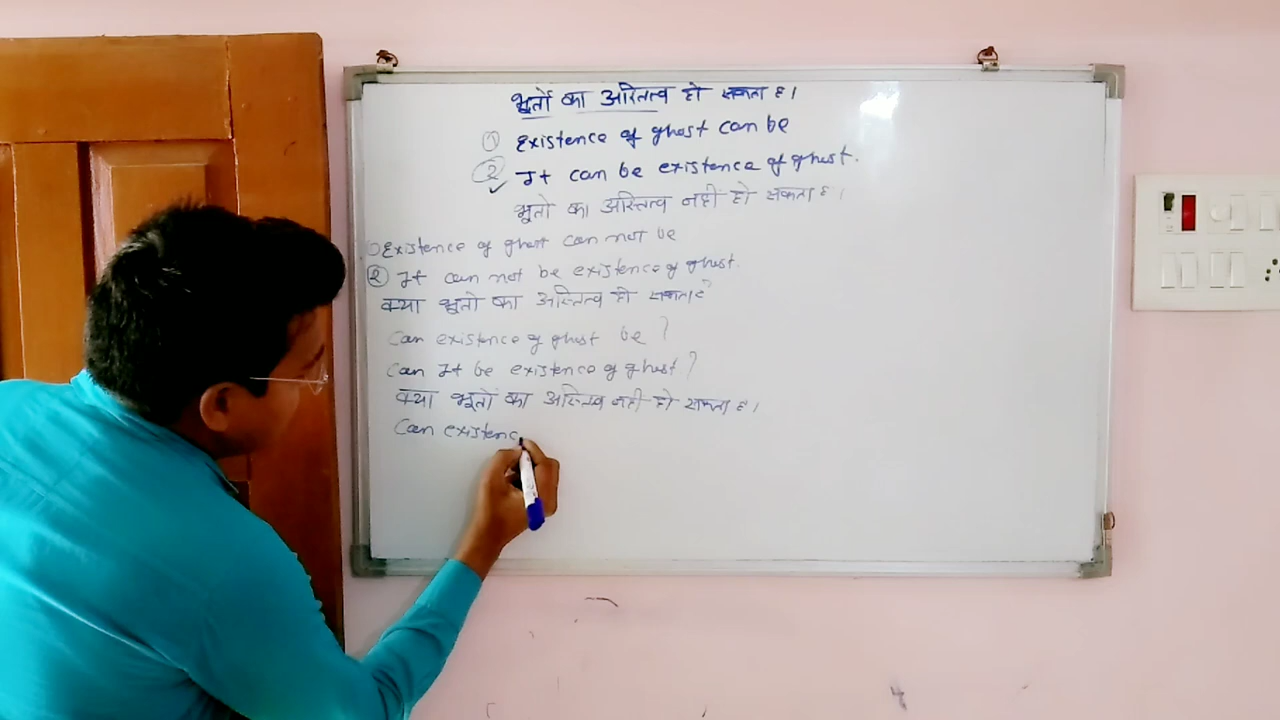 भूतों का अस्तित्व हो सकता है।
① Existence of ghost can be
② It can be existence of ghost.
भूतो का अस्तित्व नहीं हो सकता है।
① Existence of ghost can not be
② It can not be existence of ghost.
क्या भूतो का अस्तित्व हो सकता है
Can existence of ghost be ?
Can It be existence of ghost ?
क्या भूतों का अस्तित्व नहीं हो सकता है।
Can existenc